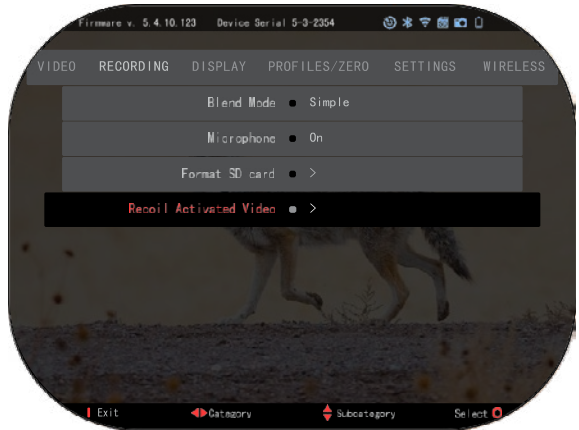 Firmware v. 5.4.10.123 Device Serial 5-3-2354
VIDEO RECORDING DISPLAY PROFILES/ZERO SETTINGS WIRELESS
Blend Mode ● Simple
Microphone ● On
Format SD card ● >
Recoil Activated Video ● >
Exit Category Subcategory Select